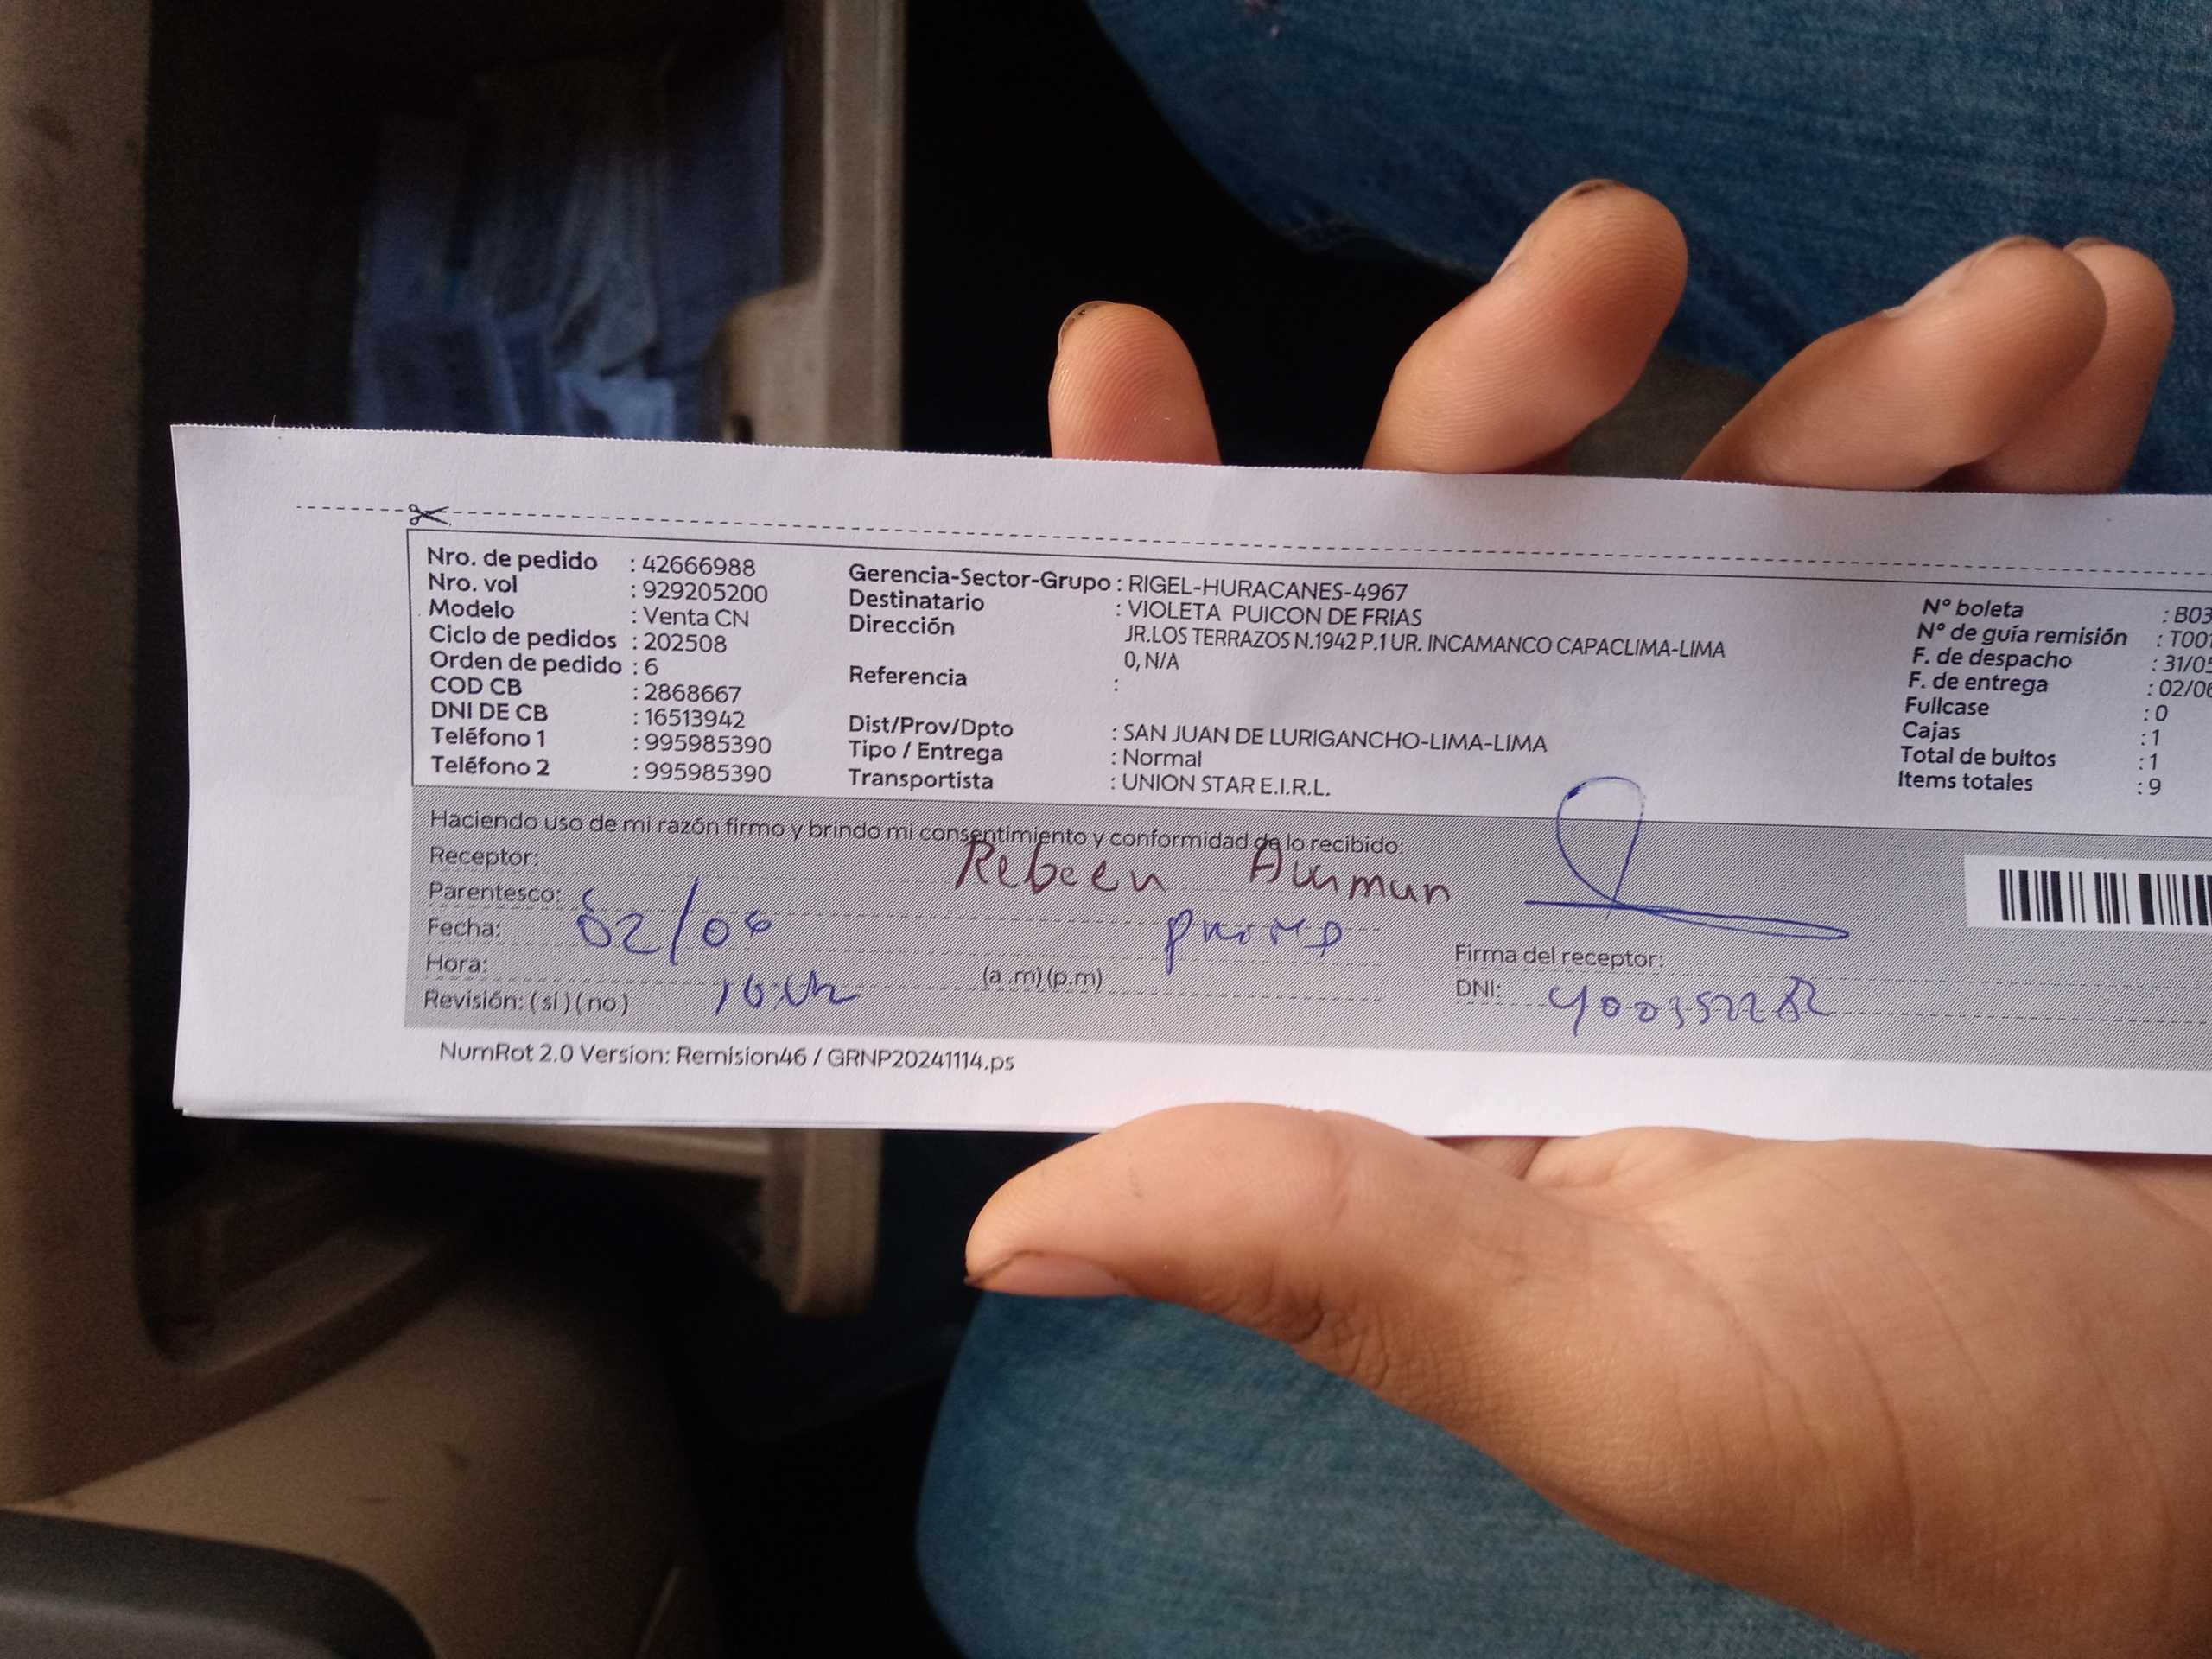 Nro. de pedido : 42666988
Nro. vol : 929205200
Modelo : Venta CN
Ciclo de pedidos : 202508
Orden de pedido : 6
COD CB : 2868667
DNI DE CB : 16513942
Teléfono 1 : 995985390
Teléfono 2 : 995985390
Gerencia-Sector-Grupo : RIGEL-HURACANES-4967
Destinatario : VIOLETA PUICON DE FRIAS
Dirección JR.LOS TERRAZOS N.1942 P.1 UR. INCAMANCO CAPACLIMA-LIMA
0, N/A
Referencia :
Dist/Prov/Dpto : SAN JUAN DE LURIGANCHO-LIMA-LIMA
Tipo / Entrega : Normal
Transportista : UNION STAR E.I.R.L.
N° boleta : B03
N° de guía remisión : T001
F. de despacho : 31/05
F. de entrega : 02/06
Fullcase : 0
Cajas : 1
Total de bultos : 1
Items totales : 9
Haciendo uso de mi razón firmo y brindo mi consentimiento y conformidad de lo recibido:
Receptor:
Parentesco:
Fecha: 02/06
Hora: (a .m) (p.m)
Revisión: ( si ) ( no )
Firma del receptor:
DNI:
NumRot 2.0 Version: Remision46 / GRNP20241114.ps